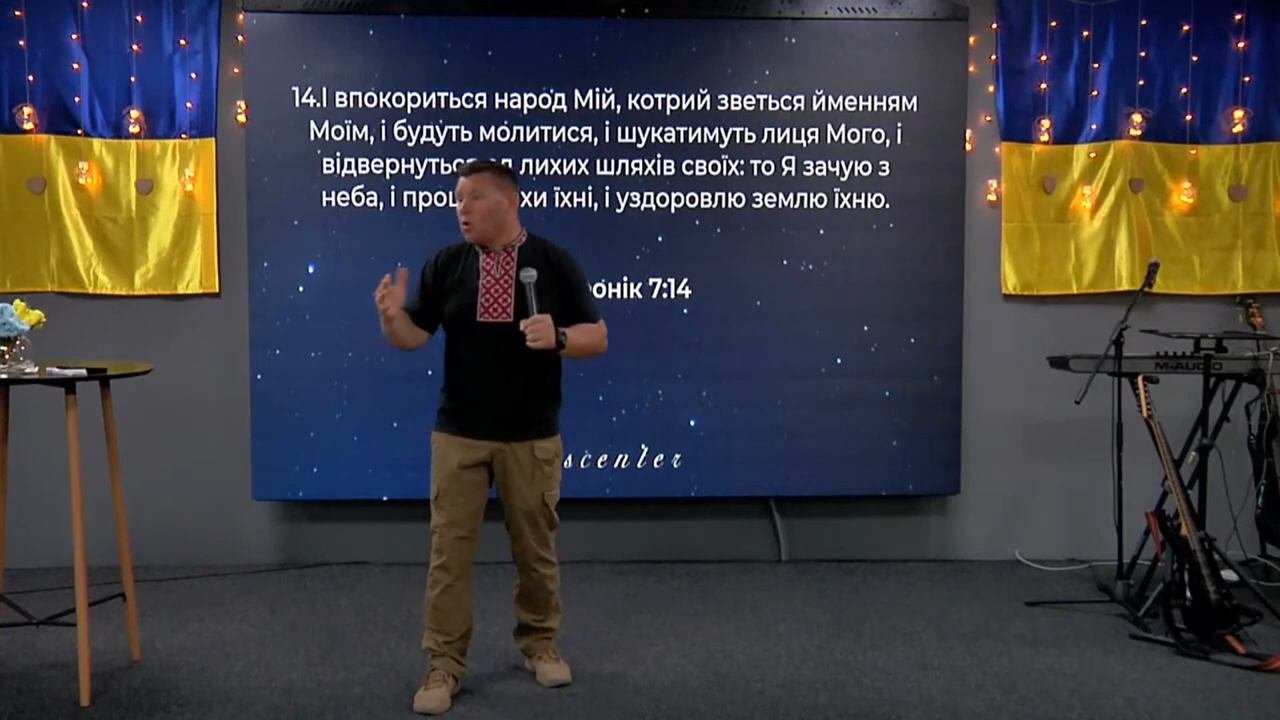 14.І впокориться народ Мій, котрий зветься йменням
Моїм, і будуть молитися, і шукатимуть лиця Мого, і
лихих шляхів своїх: то Я зачую з
неба, і їхні, і уздоровлю землю їхню.
7:14
M-AUDIO